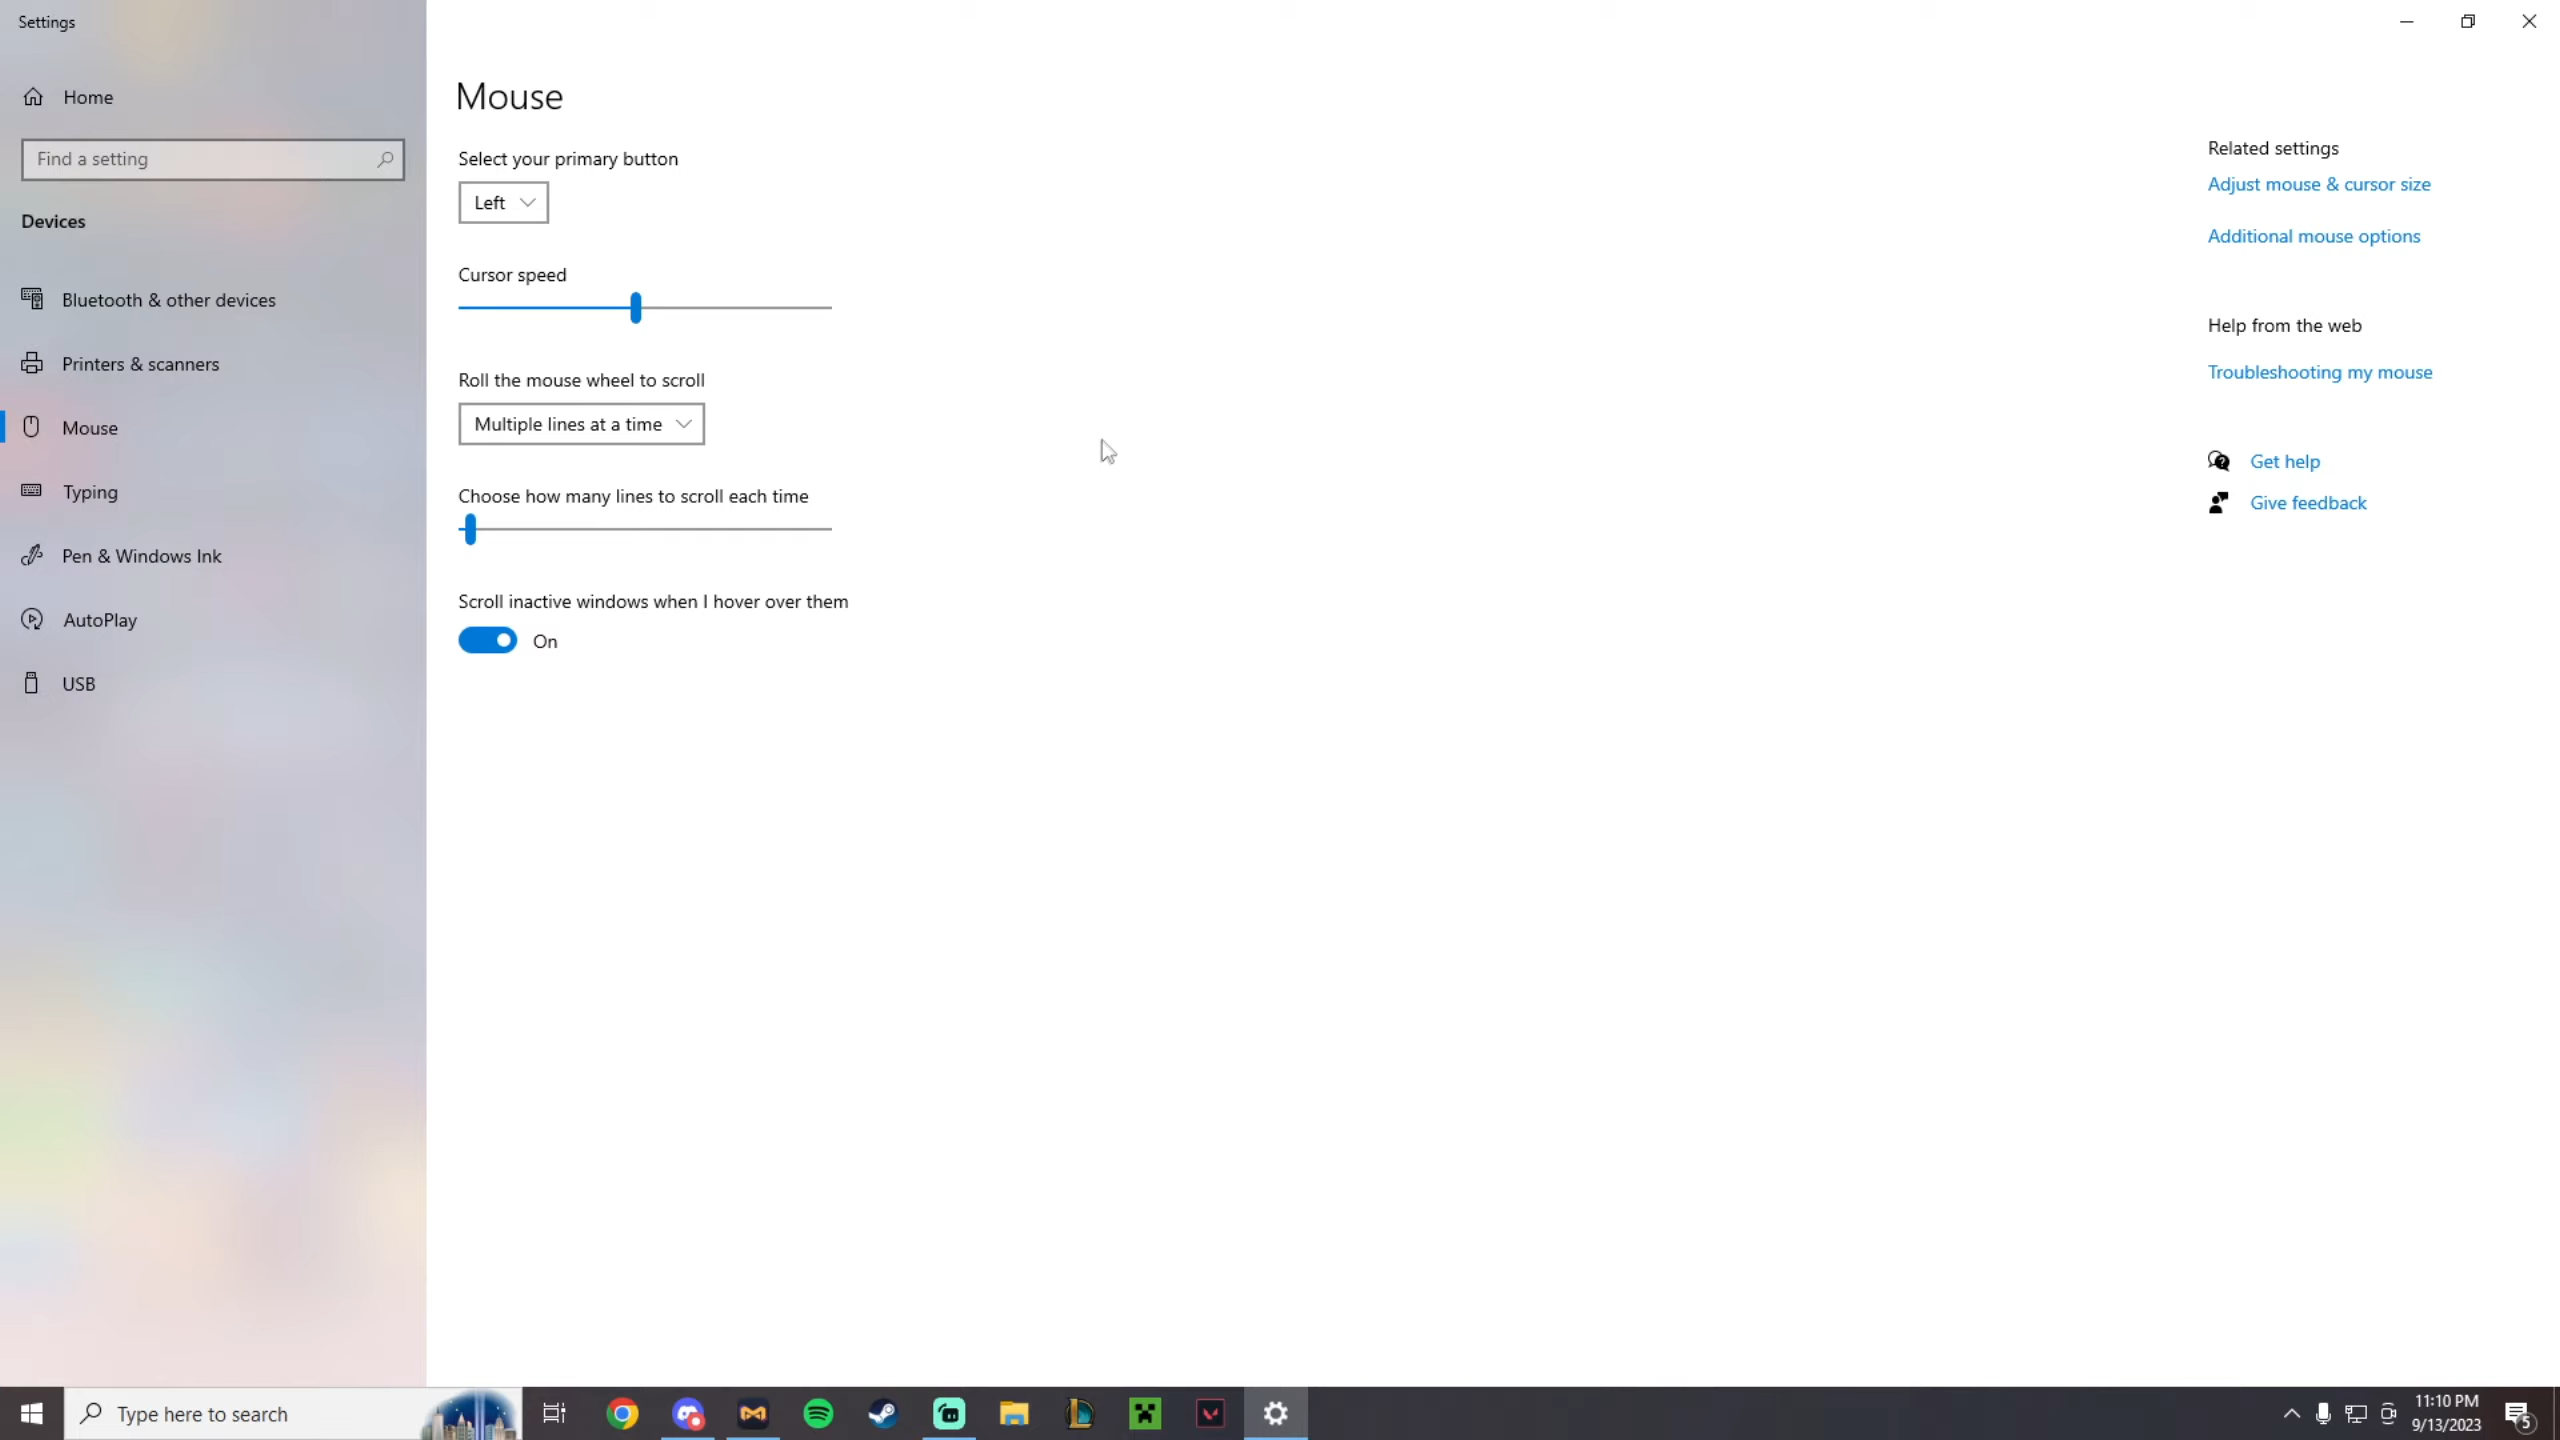 Settings
Home
Find a setting
Devices
Bluetooth & other devices
Printers & scanners
Mouse
Typing
Pen & Windows Ink
AutoPlay
USB
Mouse
Select your primary button
Left
Cursor speed
Roll the mouse wheel to scroll
Multiple lines at a time
Choose how many lines to scroll each time
Scroll inactive windows when I hover over them
On
Related settings
Adjust mouse & cursor size
Additional mouse options
Help from the web
Troubleshooting my mouse
Get help
Give feedback
Type here to search
11:10 PM
9/13/2023
5